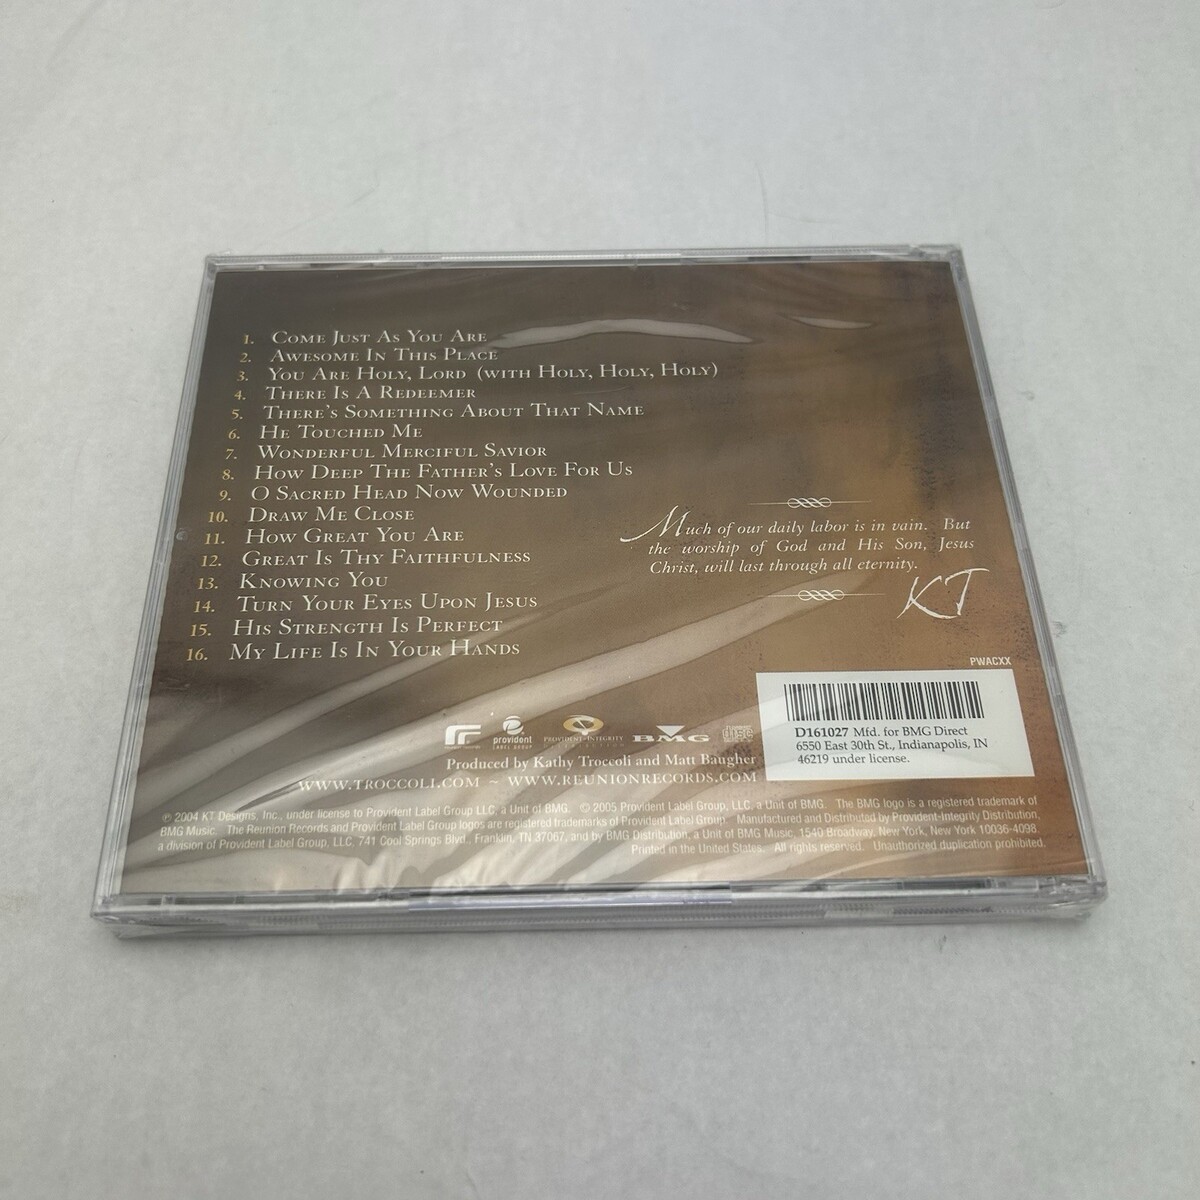 1. Come Just As You Are
2. Awesome In This Place
3. You Are Holy, Lord (with Holy, Holy, Holy)
4. There Is A Redeemer
5. There's Something About That Name
6. He Touched Me
7. Wonderful Merciful Savior
8. How Deep The Father's Love For Us
9. O Sacred Head Now Wounded
10. Draw Me Close
11. How Great You Are
12. Great Is Thy Faithfulness
13. Knowing You
14. Turn Your Eyes Upon Jesus
15. His Strength Is Perfect
16. My Life Is In Your Hands
Much of our daily labor is in vain. But
the worship of God and His Son, Jesus
Christ, will last through all eternity.
KT
PWACXX
D161027 Mfd. for BMG Direct
6550 East 30th St., Indianapolis, IN
46219 under license.
provident
LABEL GROUP
PROVIDENT-INTEGRITY
DISTRIBUTION
BMG
disc
Produced by Kathy Troccoli and Matt Baugher
WWW.TROCCOLI.COM ~ WWW.REUNIONRECORDS.COM
℗ 2004 KT Designs, Inc., under license to Provident Label Group LLC, a Unit of BMG. © 2005 Provident Label Group, LLC, a Unit of BMG. The BMG logo is a registered trademark of
BMG Music. The Reunion Records and Provident Label Group logos are registered trademarks of Provident Label Group. Manufactured and Distributed by Provident-Integrity Distribution,
a division of Provident Label Group, LLC, 741 Cool Springs Blvd., Franklin, TN 37067, and by BMG Distribution, a Unit of BMG Music, 1540 Broadway, New York, New York 10036-4098.
Printed in the United States. All rights reserved. Unauthorized duplication prohibited.